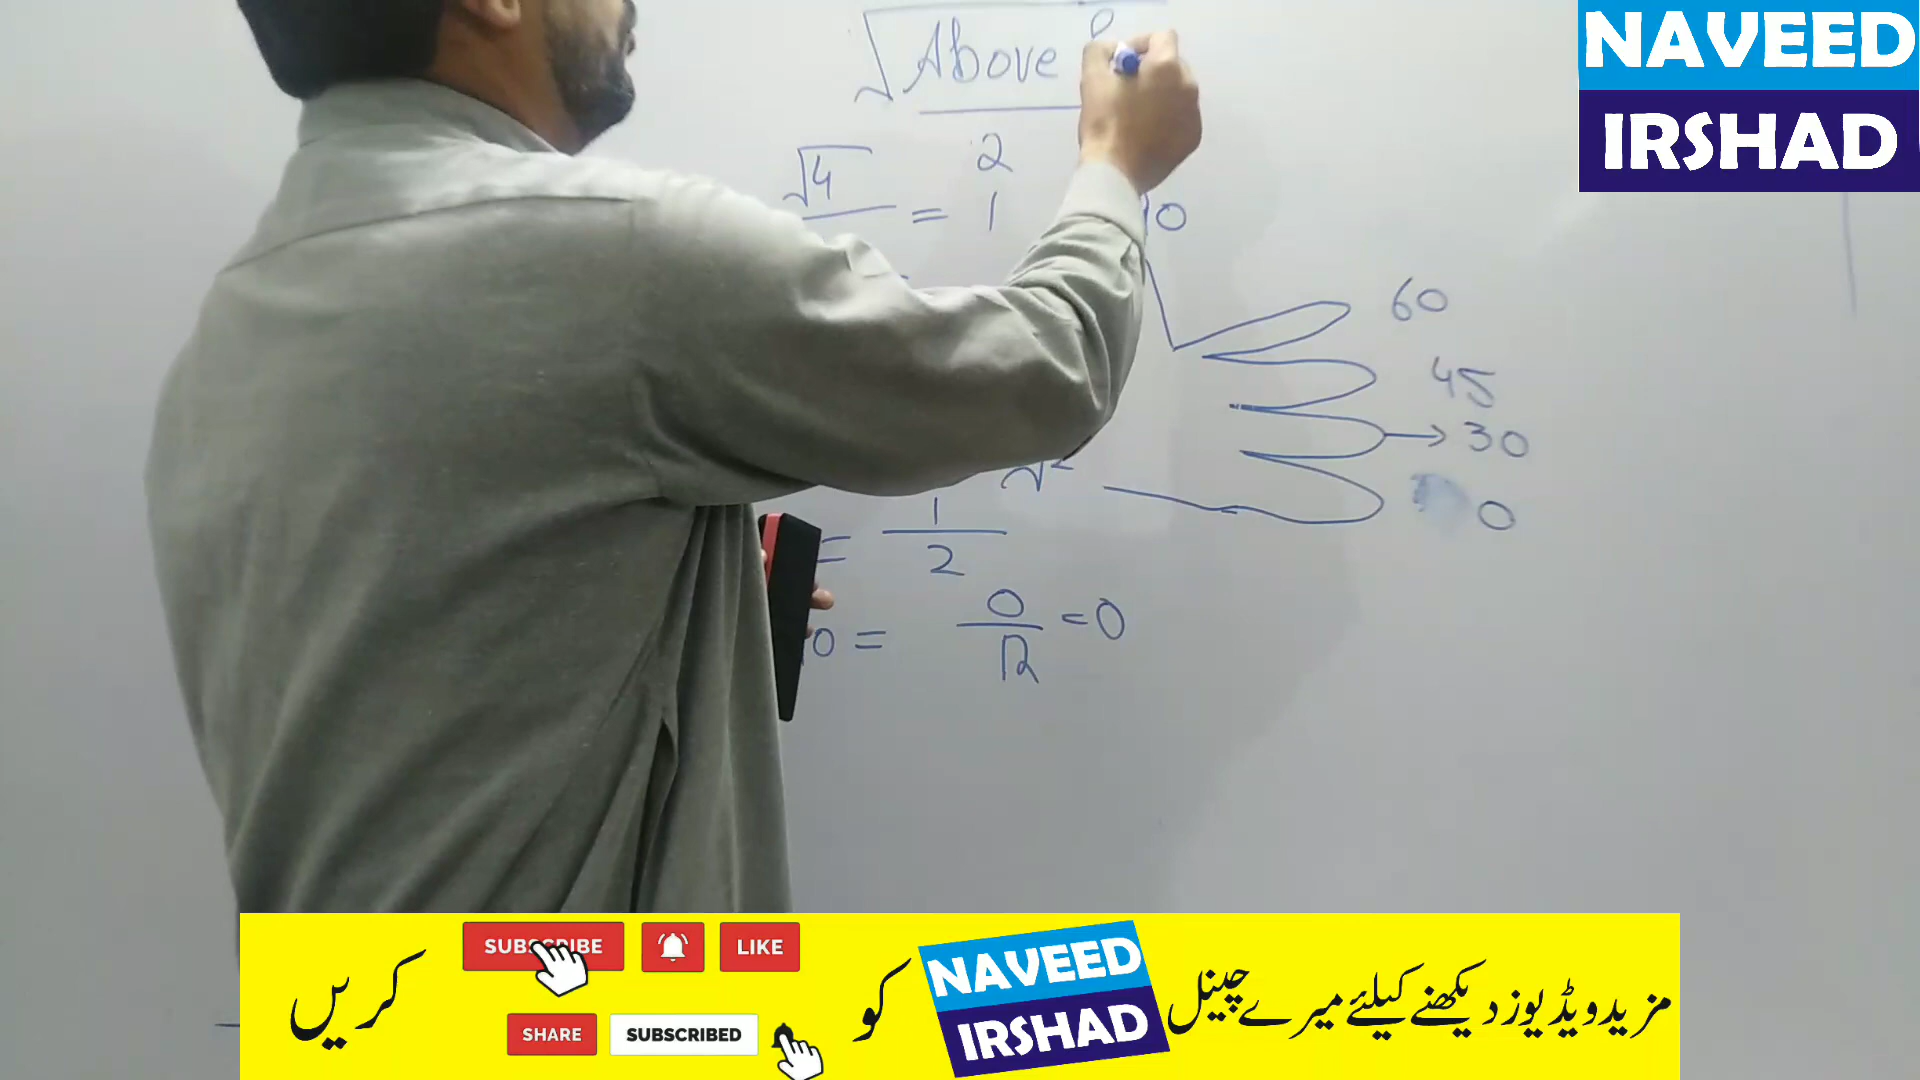 NAVEED
IRSHAD
√Above
2
√4
= 1
60
45
→ 30
0
= 1/2
0 = 0/√2 = 0
SUBSCRIBE
LIKE
کریں
SHARE
SUBSCRIBED
کو
NAVEED
IRSHAD
مزید ویڈیوز دیکھنے کیلئے میرے چینل